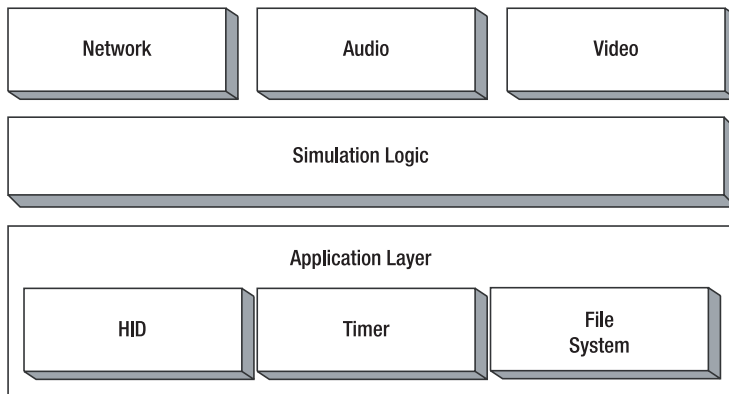 Network
Audio
Video
Simulation Logic
Application Layer
HID
Timer
File
System